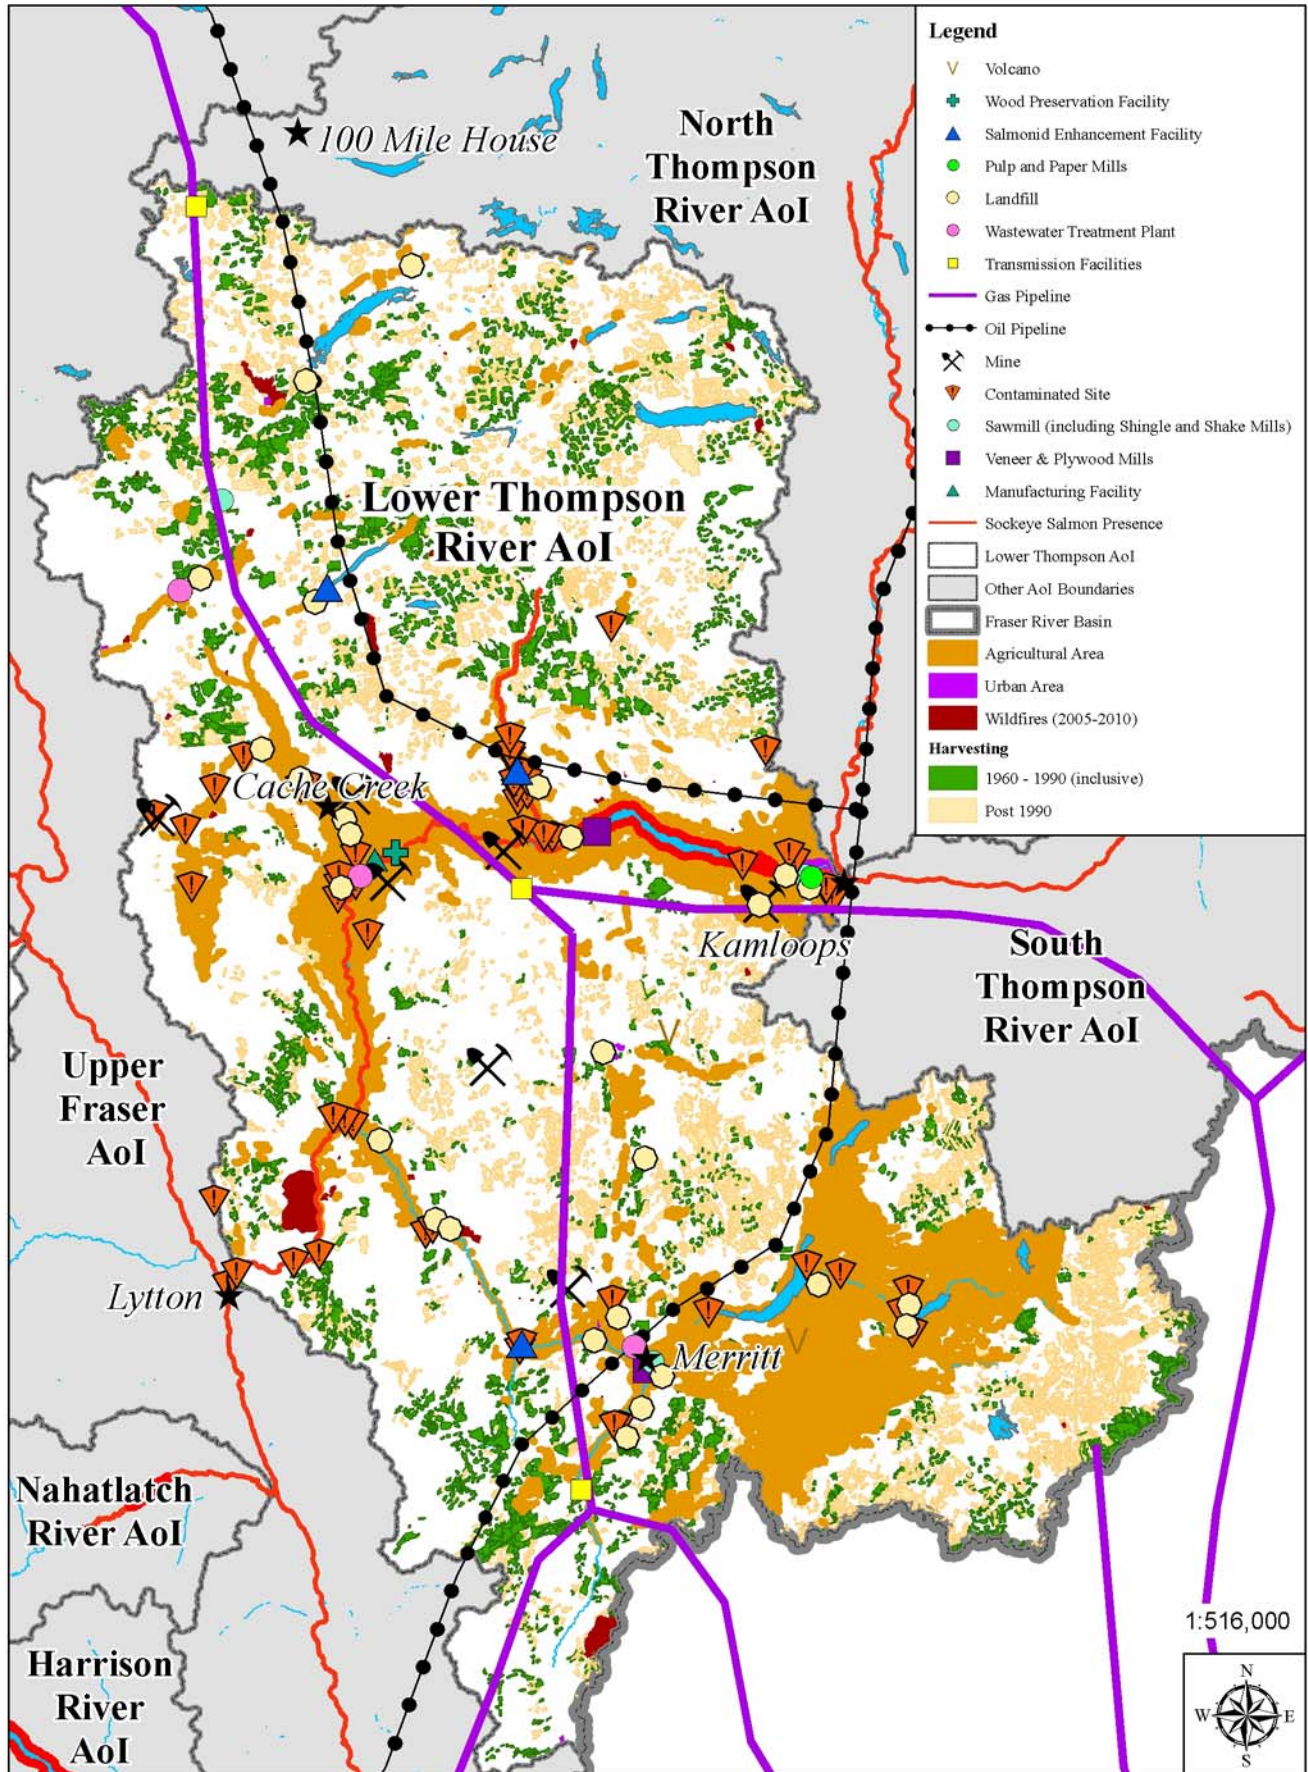 100 Mile House
North
Thompson
River AoI
Lower Thompson
River AoI
Cache Creek
Kamloops
South
Thompson
River AoI
Upper
Fraser
AoI
Lytton
Merritt
Nahatlatch
River AoI
Harrison
River
AoI
Legend
V Volcano
Wood Preservation Facility
Salmonid Enhancement Facility
Pulp and Paper Mills
Landfill
Wastewater Treatment Plant
Transmission Facilities
Gas Pipeline
Oil Pipeline
Mine
Contaminated Site
Sawmill (including Shingle and Shake Mills)
Veneer & Plywood Mills
Manufacturing Facility
Sockeye Salmon Presence
Lower Thompson AoI
Other AoI Boundaries
Fraser River Basin
Agricultural Area
Urban Area
Wildfires (2005-2010)
Harvesting
1960 - 1990 (inclusive)
Post 1990
1:516,000
N
W E
S